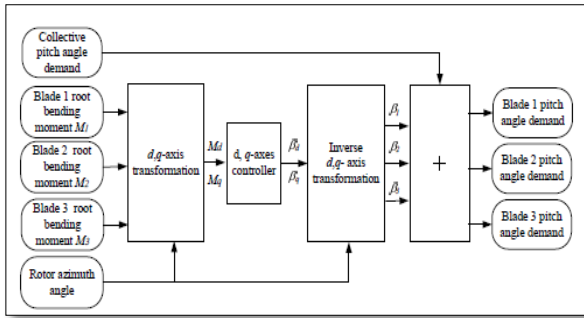 Collective
pitch angle
demand
Blade 1 root
bending
moment M1
Blade 2 root
bending
moment M2
Blade 3 root
bending
moment M3
Rotor azimuth
angle
d,q-axis
transformation
Md
Mq
d, q-axes
controller
βd
βq
Inverse
d,q- axis
transformation
β1
β2
β3
+
Blade 1 pitch
angle demand
Blade 2 pitch
angle demand
Blade 3 pitch
angle demand